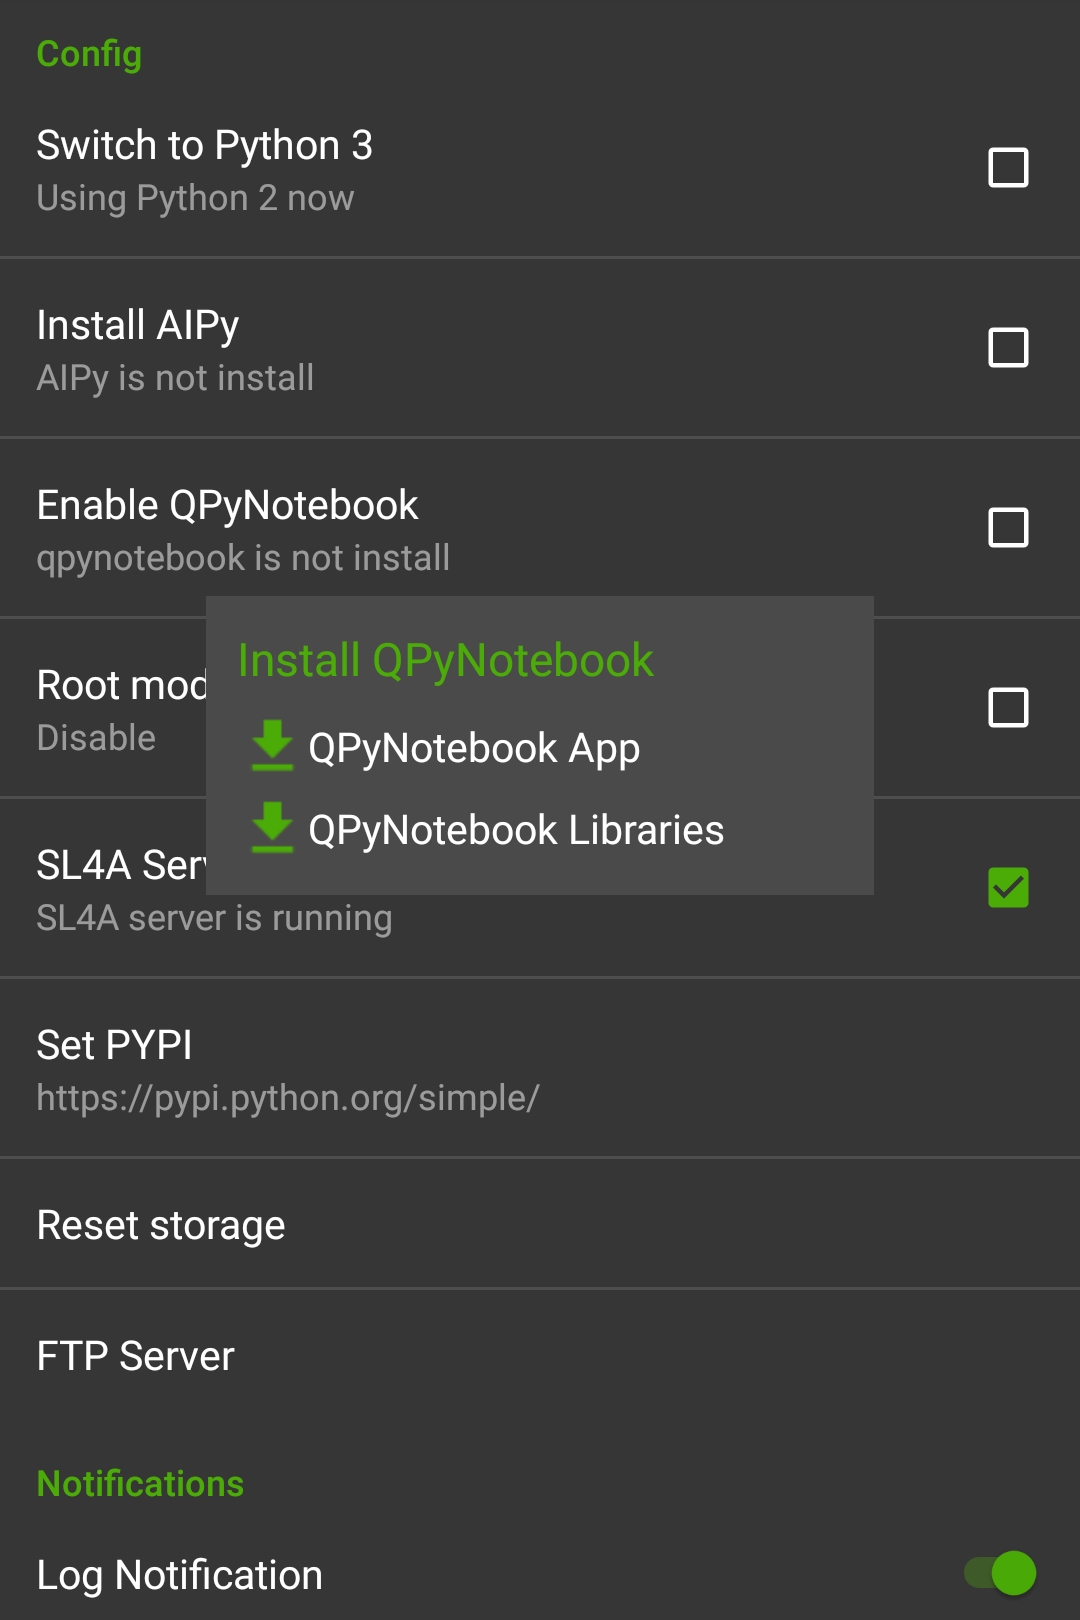 Config
Switch to Python 3
Using Python 2 now
Install AIPy
AIPy is not install
Enable QPyNotebook
qpynotebook is not install
Install QPyNotebook
QPyNotebook App
QPyNotebook Libraries
Root mod
Disable
SL4A Ser
SL4A server is running
Set PYPI
https://pypi.python.org/simple/
Reset storage
FTP Server
Notifications
Log Notification